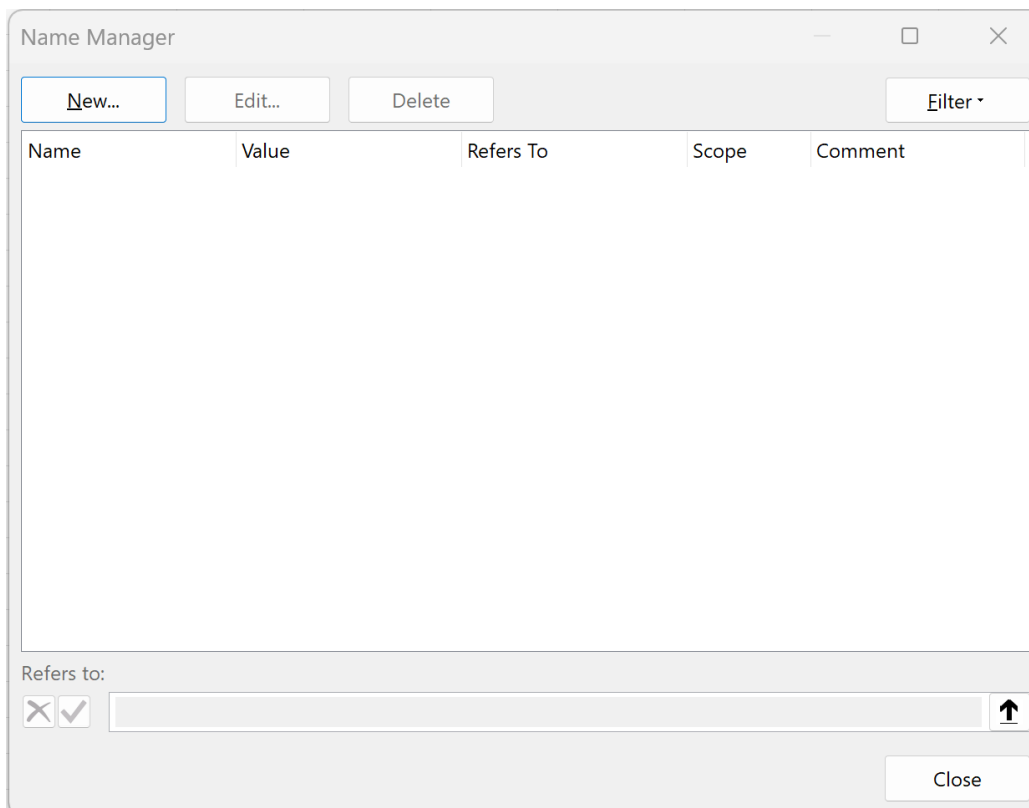 Name Manager
New... Edit... Delete Filter
Name Value Refers To Scope Comment
Refers to:
Close